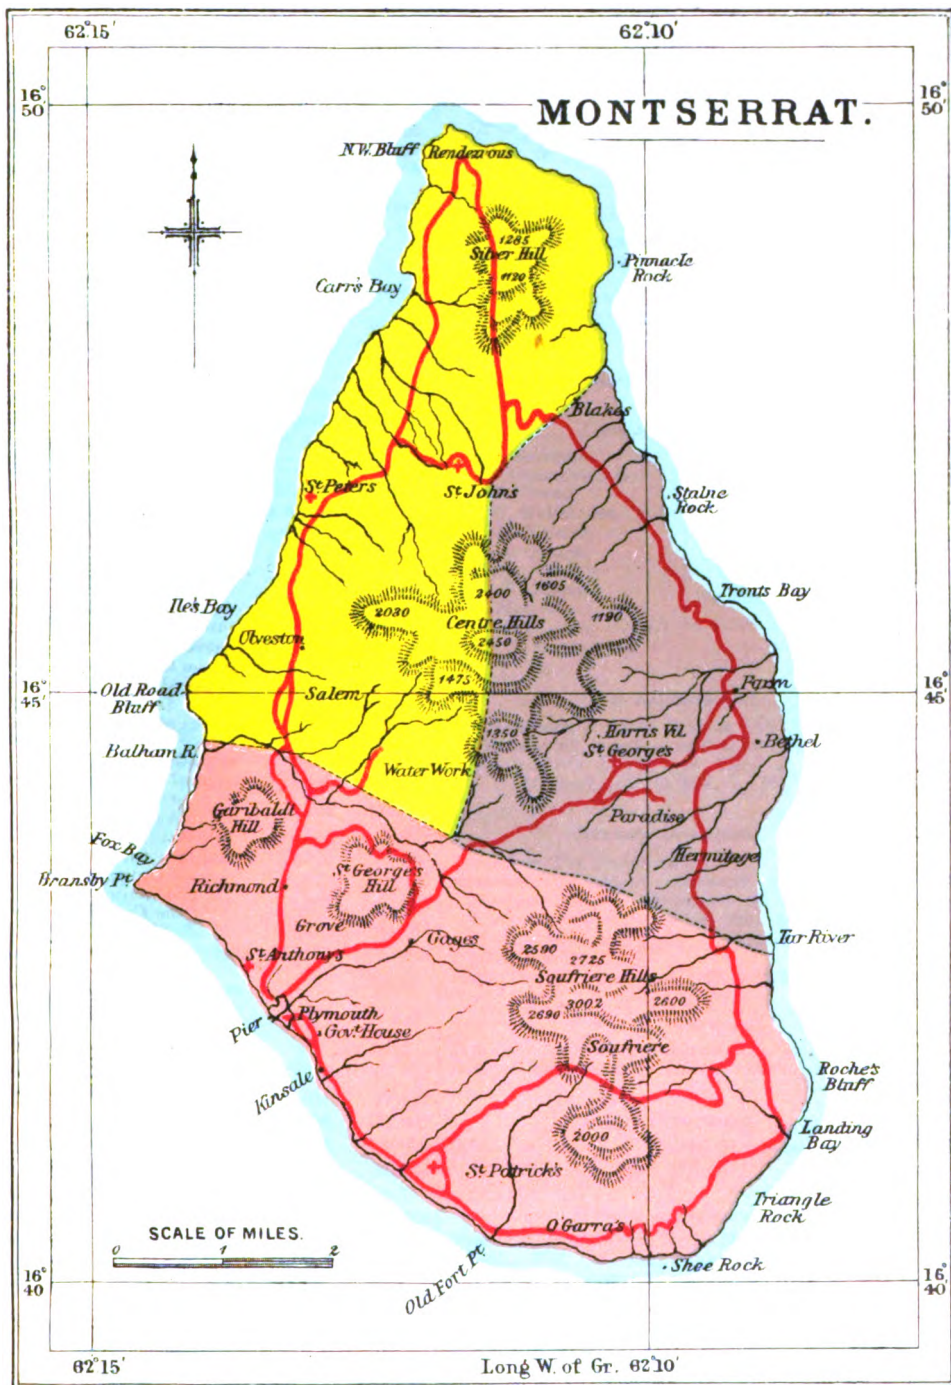 62°15'
62°10'
16° 50'
16° 50'
MONTSERRAT.
N.W. Bluff
Rendezvous
1285
Silver Hill
1120
Pinnacle
Rock
Carr's Bay
Blakes
St Peters
St John's
Stalne
Rock
2400
1605
Tronts Bay
Ile's Bay
2030
Centre Hills
1190
Olveston
2450
1475
16° 45'
Old Road
Bluff
Salem
Farm
16° 45'
1350
Harris Vil.
Balham R.
St George's
Bethel
Water Work
Garibaldi
Hill
Paradise
Fox Bay
Hermitage
Bransby Pt
Richmond
St George's
Hill
Grove
Gages
2500
Tar River
St Anthony's
2725
Soufriere Hills
3002
2600
2690
Pier
Plymouth
Govt House
Soufriere
Kinsale
Roche's
Bluff
2000
Landing
Bay
St Patrick's
Triangle
Rock
O'Garra's
SCALE OF MILES.
0 1 2
Old Fort Pt.
Shee Rock
16° 40'
16° 40'
62°15'
Long W. of Gr. 62°10'